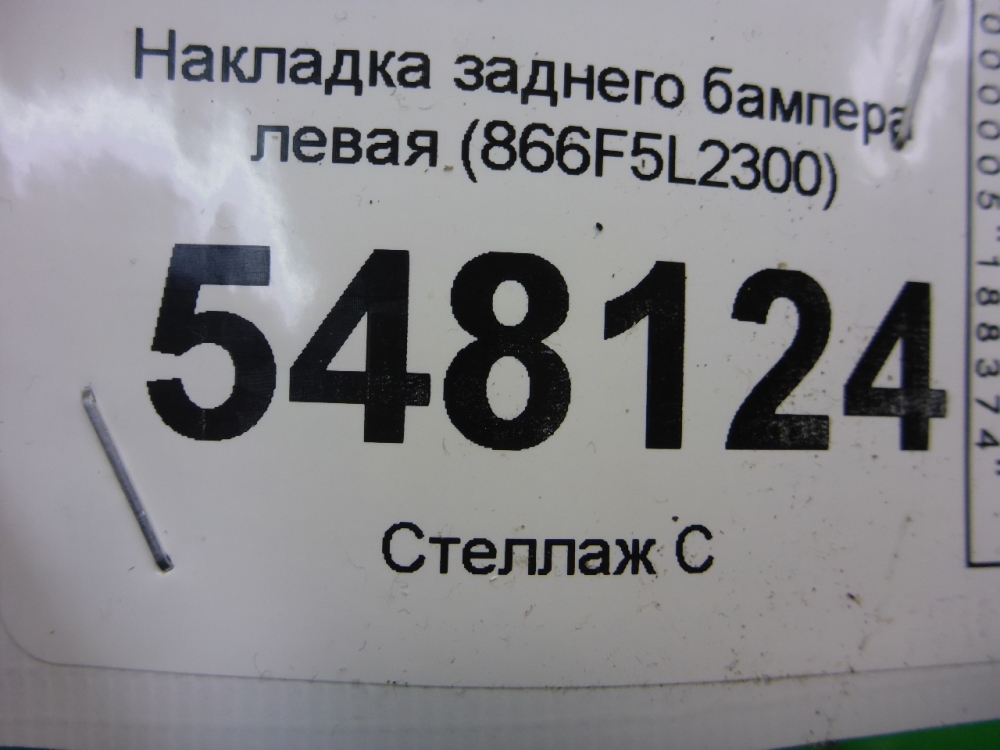 Накладка заднего бампера
левая (866F5L2300)
548124
Стеллаж С